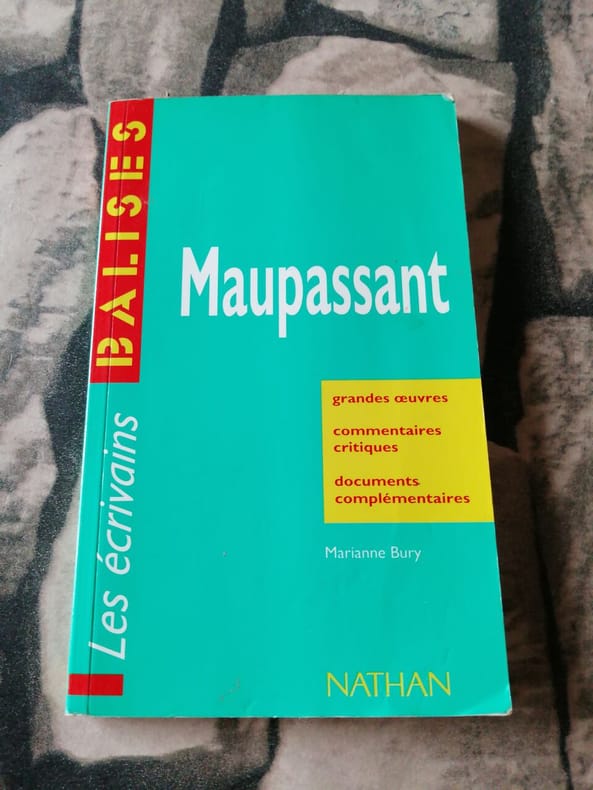 BALISES
Les écrivains
Maupassant
grandes œuvres
commentaires
critiques
documents
complémentaires
Marianne Bury
NATHAN